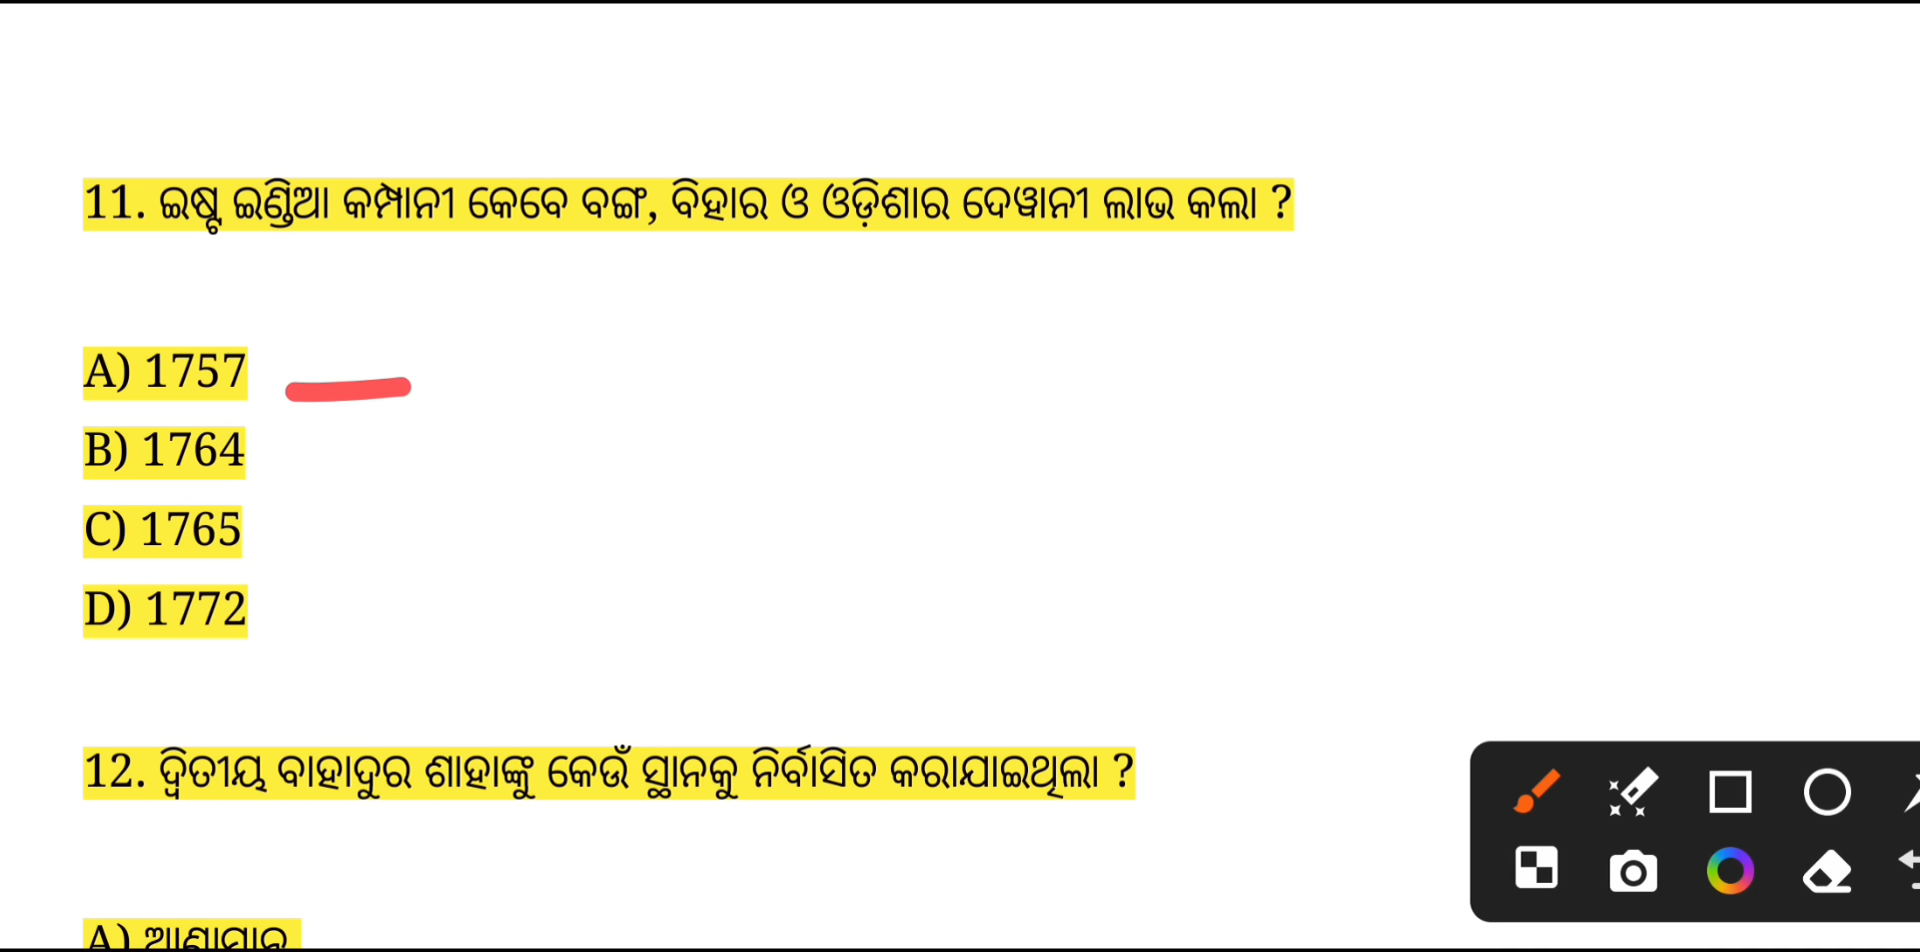 11. ଇଷ୍ଟ ଇଣ୍ଡିଆ କମ୍ପାନୀ କେବେ ବଙ୍ଗ, ବିହାର ଓ ଓଡ଼ିଶାର ଦେୱାନୀ ଲାଭ କଲା ?
A) 1757
B) 1764
C) 1765
D) 1772
12. ଦ୍ୱିତୀୟ ବାହାଦୁର ଶାହାଙ୍କୁ କେଉଁ ସ୍ଥାନକୁ ନିର୍ବାସିତ କରାଯାଇଥିଲା ?
A)